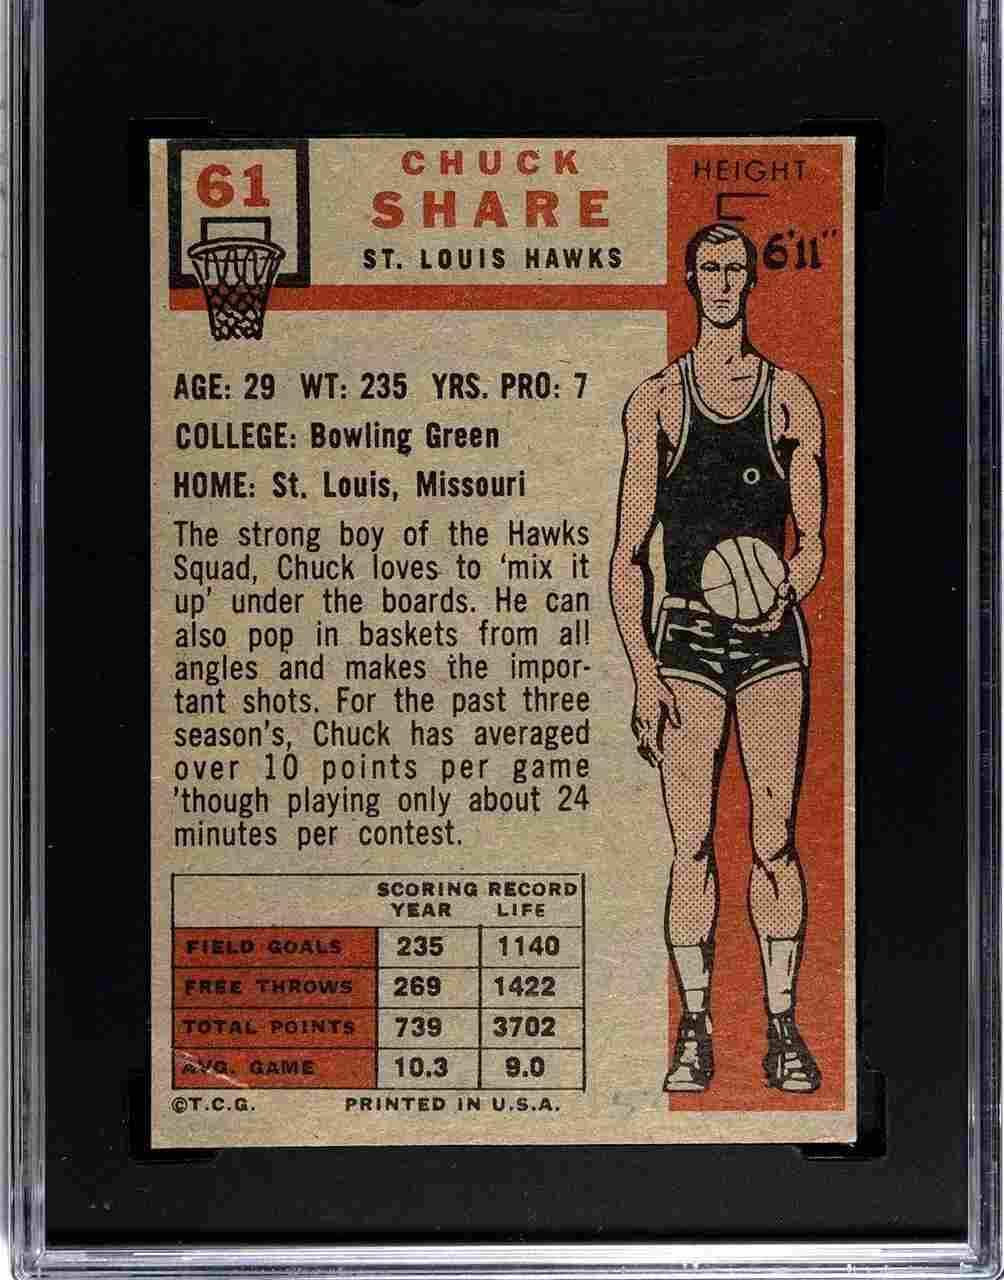 61
CHUCK
SHARE
ST. LOUIS HAWKS
HEIGHT
6'11"
AGE: 29 WT: 235 YRS. PRO: 7
COLLEGE: Bowling Green
HOME: St. Louis, Missouri
The strong boy of the Hawks
Squad, Chuck loves to 'mix it
up' under the boards. He can
also pop in baskets from all
angles and makes the impor-
tant shots. For the past three
season's, Chuck has averaged
over 10 points per game
'though playing only about 24
minutes per contest.
SCORING RECORD
YEAR LIFE
FIELD GOALS 235 1140
FREE THROWS 269 1422
TOTAL POINTS 739 3702
AVG. GAME 10.3 9.0
©T.C.G. PRINTED IN U.S.A.